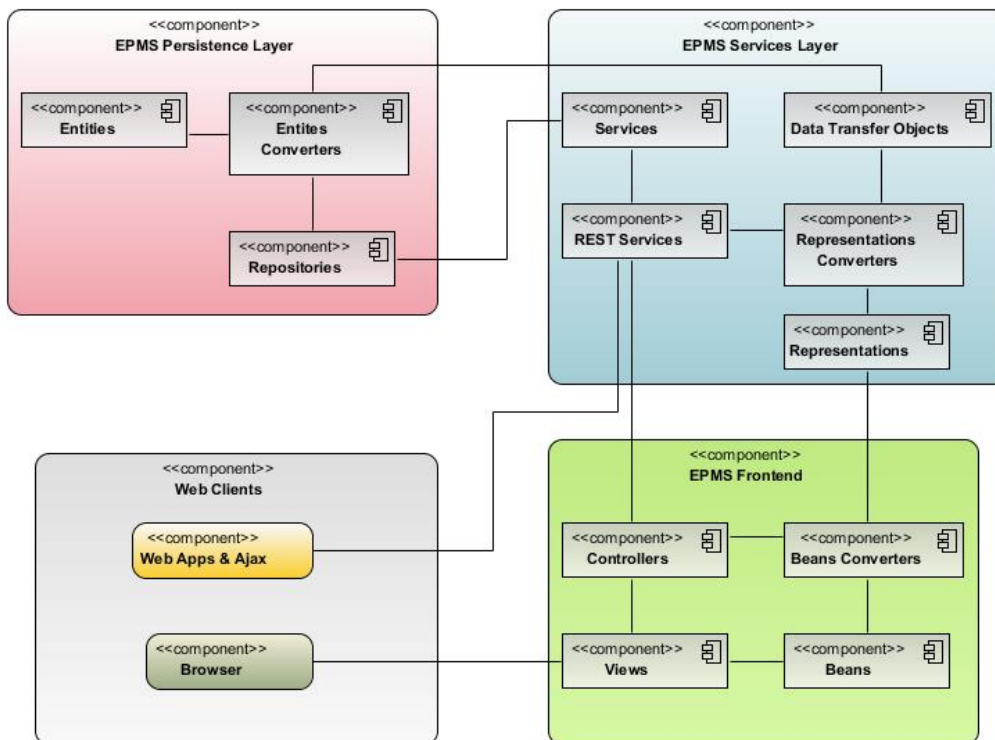 <<component>>
EPMS Persistence Layer
<<component>>
Entities
<<component>>
Entites
Converters
<<component>>
Repositories
<<component>>
EPMS Services Layer
<<component>>
Services
<<component>>
Data Transfer Objects
<<component>>
REST Services
<<component>>
Representations
Converters
<<component>>
Representations
<<component>>
Web Clients
<<component>>
Web Apps & Ajax
<<component>>
Browser
<<component>>
EPMS Frontend
<<component>>
Controllers
<<component>>
Beans Converters
<<component>>
Views
<<component>>
Beans